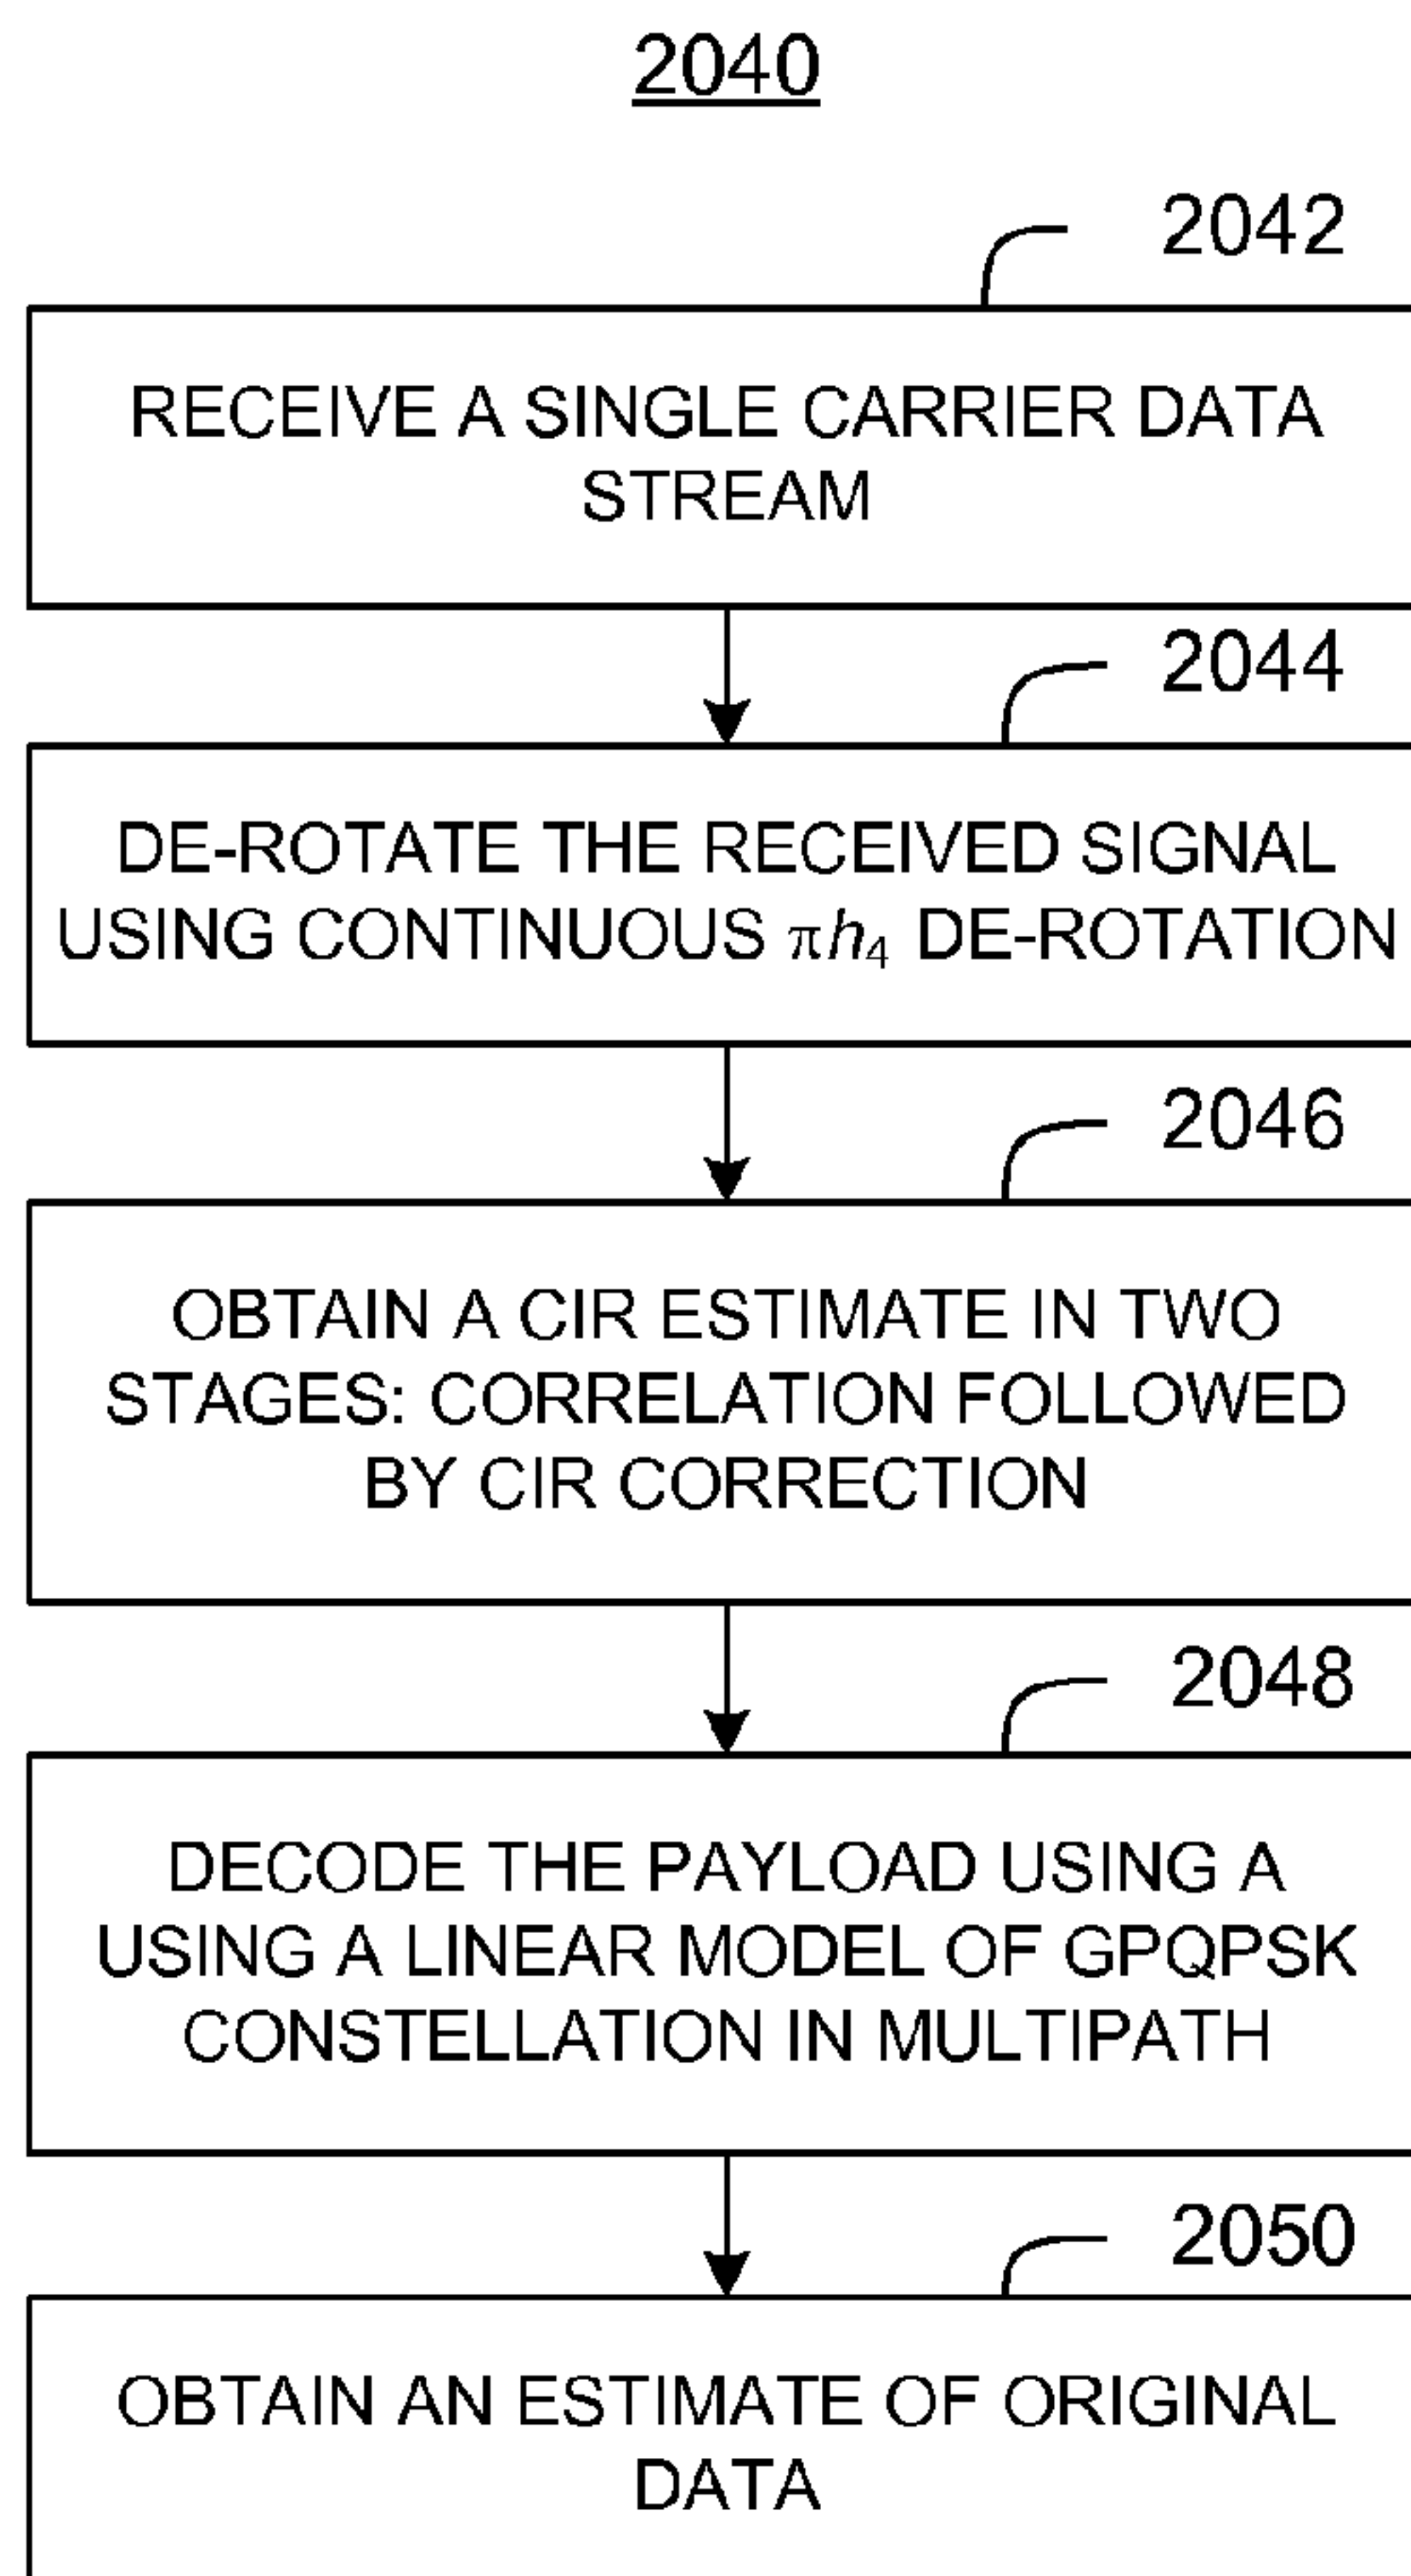 2040
2042
RECEIVE A SINGLE CARRIER DATA
STREAM
2044
DE-ROTATE THE RECEIVED SIGNAL
USING CONTINUOUS πh₄ DE-ROTATION
2046
OBTAIN A CIR ESTIMATE IN TWO
STAGES: CORRELATION FOLLOWED
BY CIR CORRECTION
2048
DECODE THE PAYLOAD USING A
USING A LINEAR MODEL OF GPQPSK
CONSTELLATION IN MULTIPATH
2050
OBTAIN AN ESTIMATE OF ORIGINAL
DATA